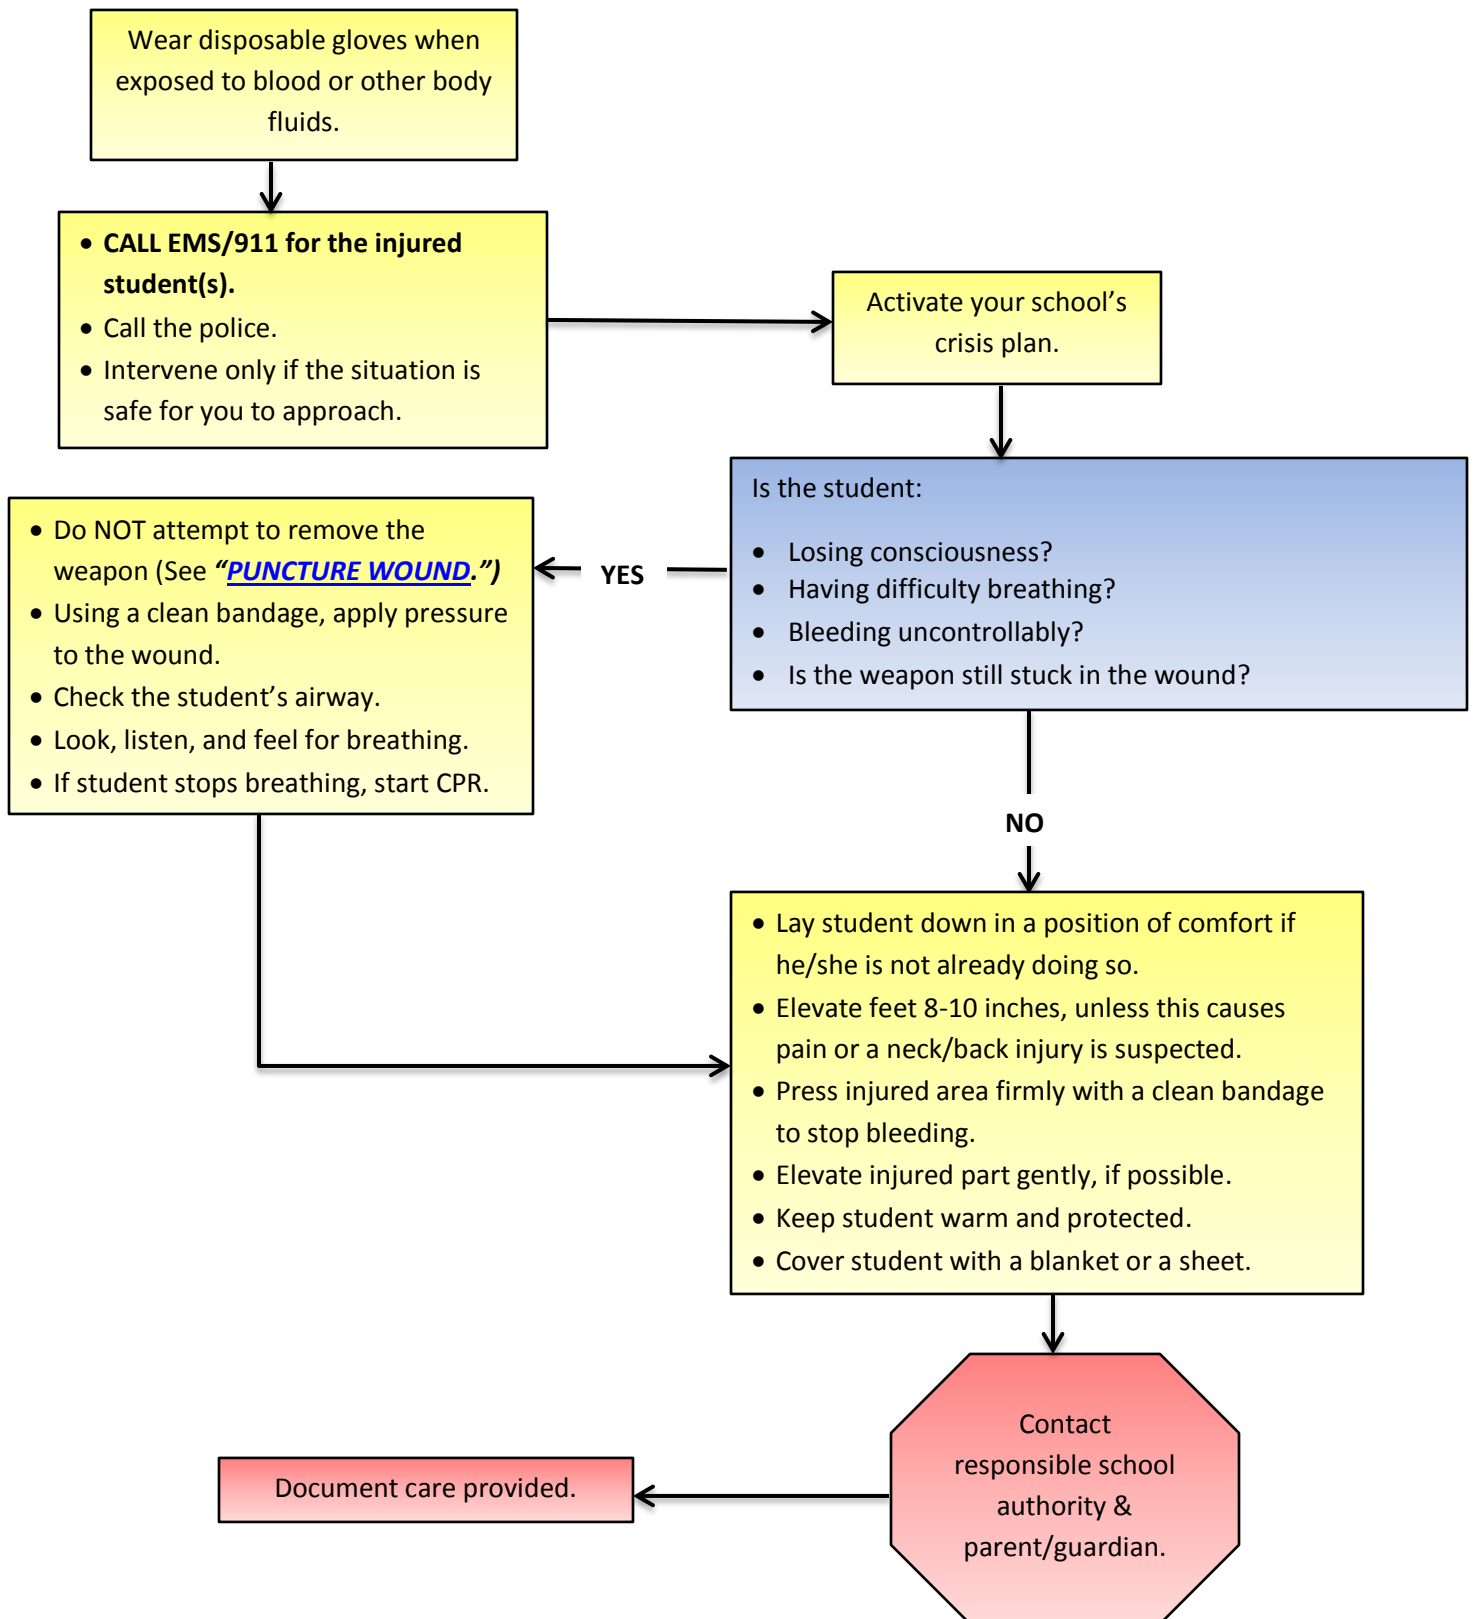 Wear disposable gloves when
exposed to blood or other body
fluids.
• CALL EMS/911 for the injured
student(s).
• Call the police.
• Intervene only if the situation is
safe for you to approach.
Activate your school’s
crisis plan.
Is the student:
• Losing consciousness?
• Having difficulty breathing?
• Bleeding uncontrollably?
• Is the weapon still stuck in the wound?
YES
• Do NOT attempt to remove the
weapon (See “PUNCTURE WOUND.”)
• Using a clean bandage, apply pressure
to the wound.
• Check the student’s airway.
• Look, listen, and feel for breathing.
• If student stops breathing, start CPR.
NO
• Lay student down in a position of comfort if
he/she is not already doing so.
• Elevate feet 8-10 inches, unless this causes
pain or a neck/back injury is suspected.
• Press injured area firmly with a clean bandage
to stop bleeding.
• Elevate injured part gently, if possible.
• Keep student warm and protected.
• Cover student with a blanket or a sheet.
Contact
responsible school
authority &
parent/guardian.
Document care provided.